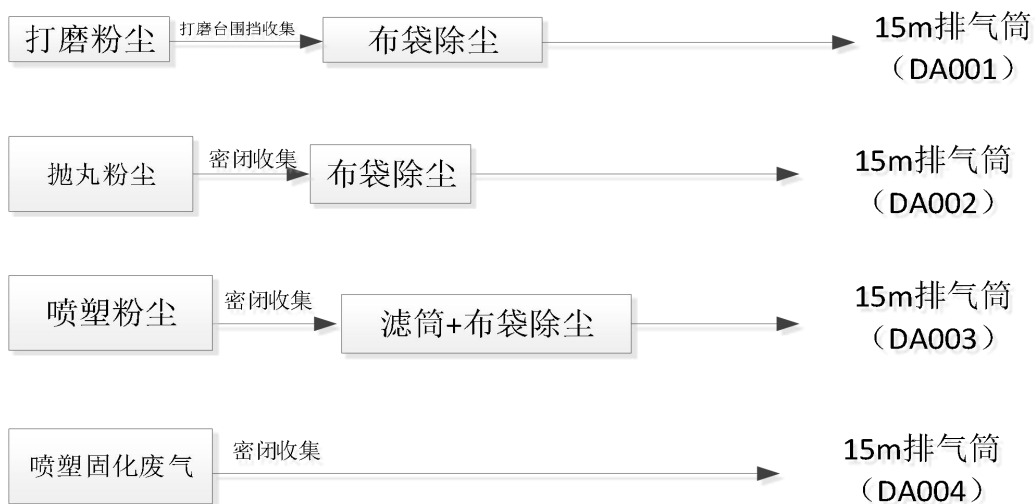 打磨粉尘
打磨台围挡收集
布袋除尘
15m排气筒
（DA001）
抛丸粉尘
密闭收集
布袋除尘
15m排气筒
（DA002）
喷塑粉尘
密闭收集
滤筒+布袋除尘
15m排气筒
（DA003）
喷塑固化废气
密闭收集
15m排气筒
（DA004）